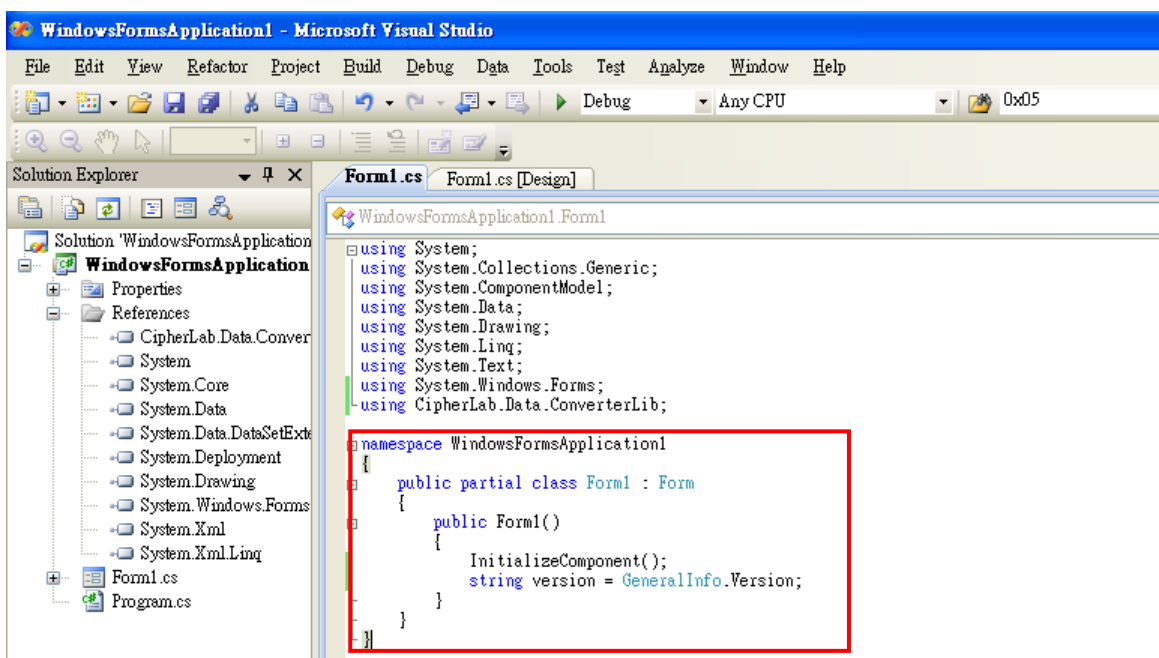 WindowsFormsApplication1 - Microsoft Visual Studio
File Edit View Refactor Project Build Debug Data Tools Test Analyze Window Help
Debug Any CPU 0x05
Solution Explorer
Form1.cs Form1.cs [Design]
WindowsFormsApplication1.Form1
Solution 'WindowsFormsApplication
WindowsFormsApplication
Properties
References
CipherLab.Data.Conver
System
System.Core
System.Data
System.Data.DataSetExte
System.Deployment
System.Drawing
System.Windows.Forms
System.Xml
System.Xml.Linq
Form1.cs
Program.cs
using System;
using System.Collections.Generic;
using System.ComponentModel;
using System.Data;
using System.Drawing;
using System.Linq;
using System.Text;
using System.Windows.Forms;
using CipherLab.Data.ConverterLib;
namespace WindowsFormsApplication1
{
public partial class Form1 : Form
{
public Form1()
{
InitializeComponent();
string version = GeneralInfo.Version;
}
}
}